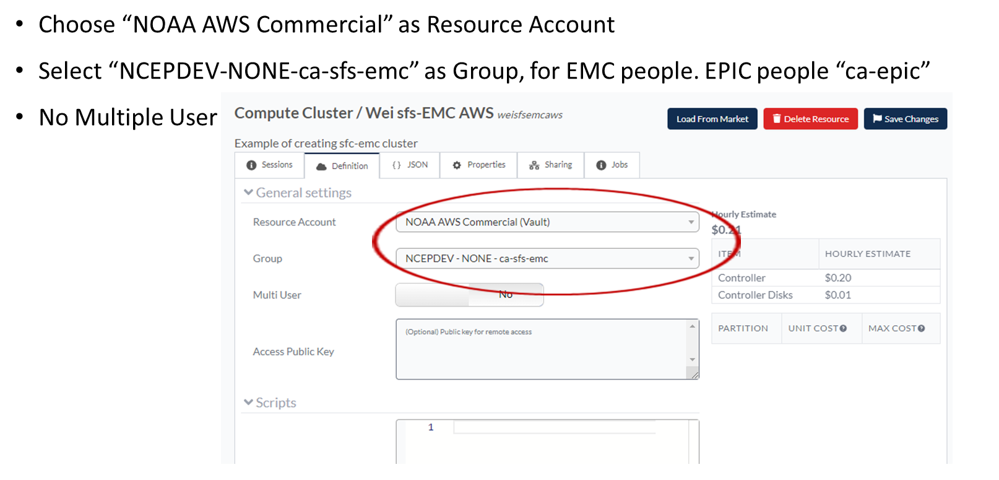 • Choose “NOAA AWS Commercial” as Resource Account
• Select “NCEPDEV-NONE-ca-sfs-emc” as Group, for EMC people. EPIC people “ca-epic”
• No Multiple User
Compute Cluster / Wei sfs-EMC AWS weisfsemcaws
Load From Market
Delete Resource
Save Changes
Example of creating sfc-emc cluster
Sessions
Definition
{} JSON
Properties
Sharing
Jobs
General settings
Resource Account
NOAA AWS Commercial (Vault)
Group
NCEPDEV - NONE - ca-sfs-emc
Multi User
No
Access Public Key
(Optional) Public key for remote access
Scripts
1
Hourly Estimate
$0.21
ITEM HOURLY ESTIMATE
Controller $0.20
Controller Disks $0.01
PARTITION UNIT COST MAX COST